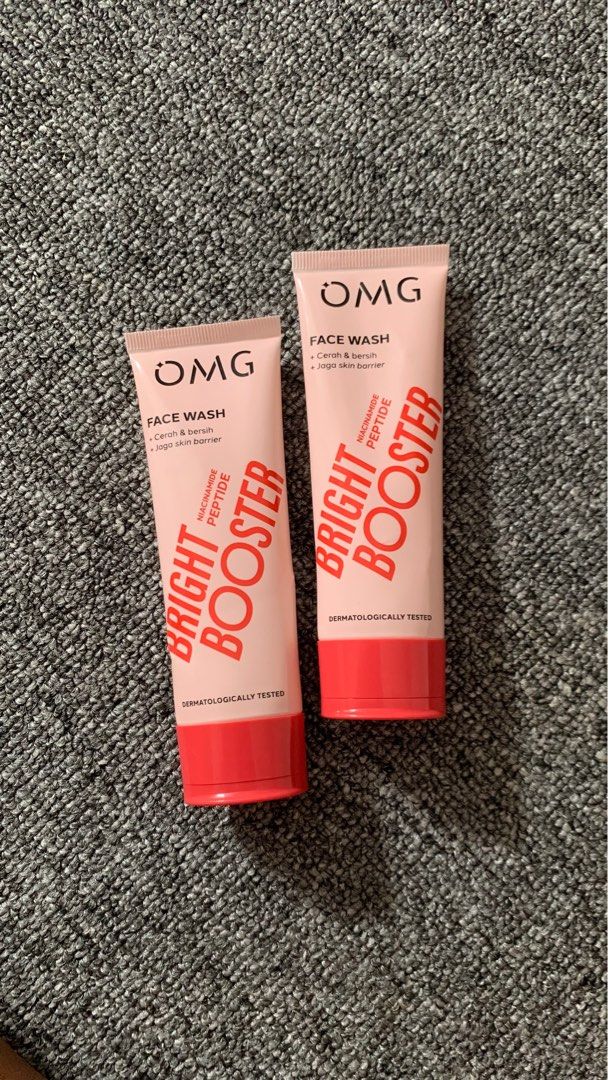 OMG
FACE WASH
+ Cerah & bersih
+ Jaga skin barrier
NIACINAMIDE
PEPTIDE
BRIGHT
BOOSTER
DERMATOLOGICALLY TESTED
OMG
FACE WASH
+ Cerah & bersih
+ Jaga skin barrier
NIACINAMIDE
PEPTIDE
BRIGHT
BOOSTER
DERMATOLOGICALLY TESTED